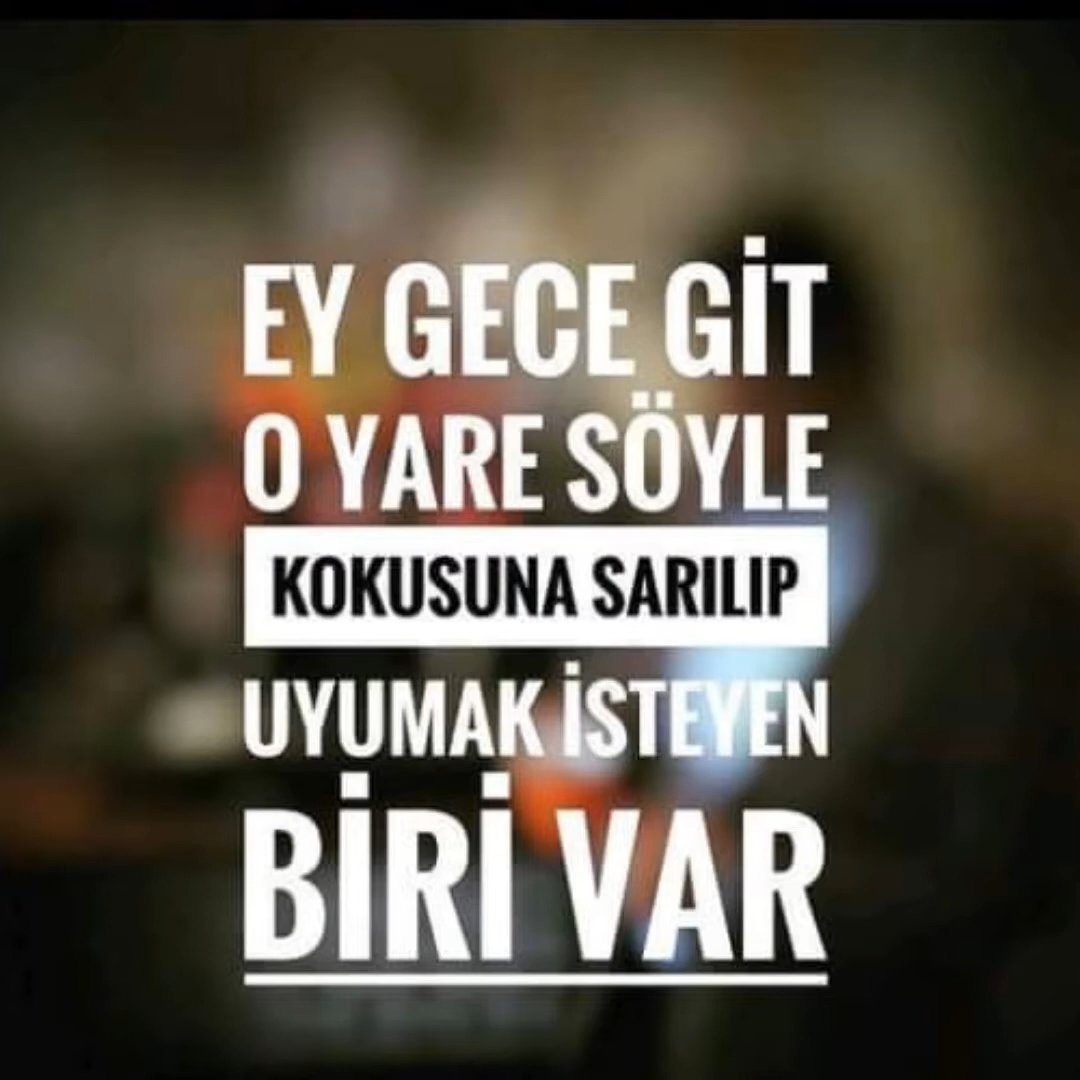 EY GECE GİT
O YARE SÖYLE
KOKUSUNA SARILIP
UYUMAK İSTEYEN
BİRİ VAR